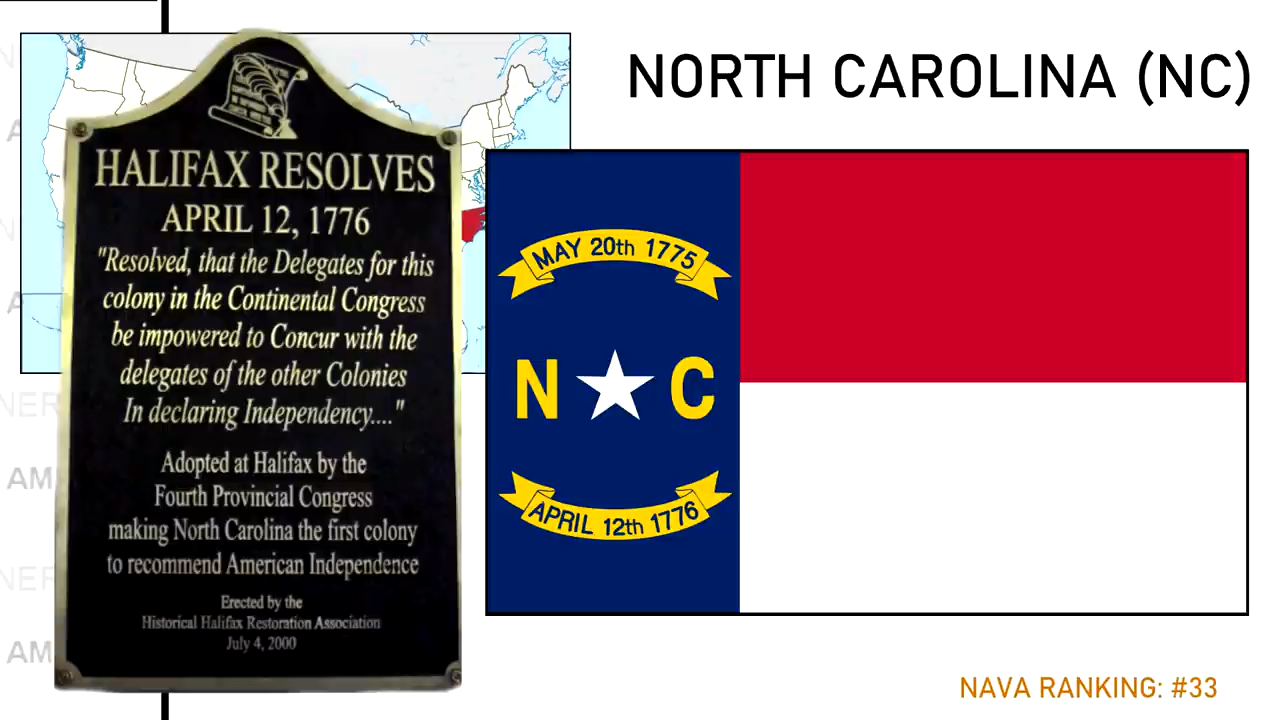 NORTH CAROLINA (NC)
HALIFAX RESOLVES
APRIL 12, 1776
"Resolved, that the Delegates for this
colony in the Continental Congress
be impowered to Concur with the
delegates of the other Colonies
In declaring Independency...."
Adopted at Halifax by the
Fourth Provincial Congress
making North Carolina the first colony
to recommend American Independence
Erected by the
Historical Halifax Restoration Association
July 4, 2000
MAY 20th 1775
N C
APRIL 12th 1776
NAVA RANKING: #33